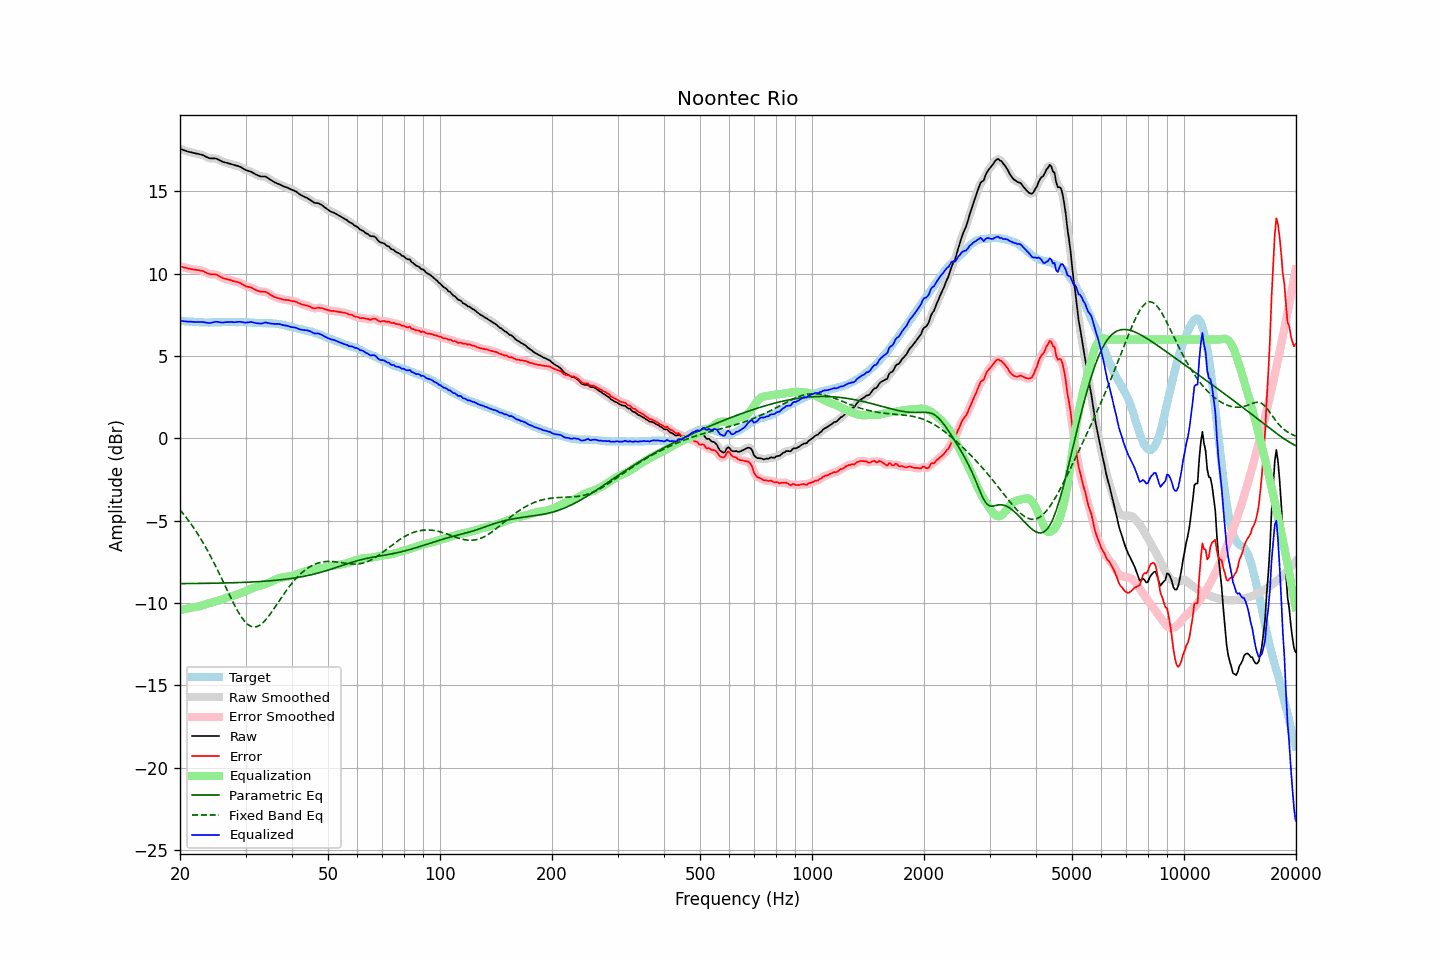 Noontec Rio
Amplitude (dBr)
15
10
5
0
−5
−10
−15
−20
−25
Target
Raw Smoothed
Error Smoothed
Raw
Error
Equalization
Parametric Eq
Fixed Band Eq
Equalized
20 50 100 200 500 1000 2000 5000 10000 20000
Frequency (Hz)